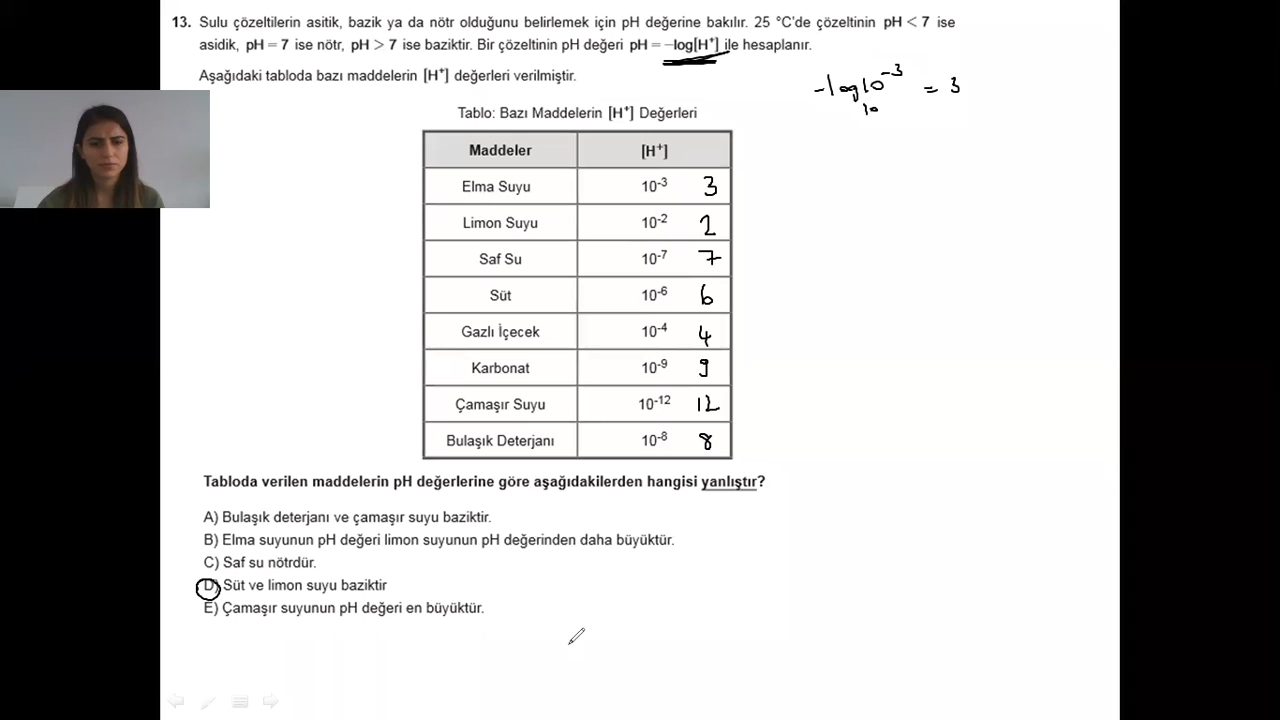 13. Sulu çözeltilerin asitik, bazik ya da nötr olduğunu belirlemek için pH değerine bakılır. 25 °C'de çözeltinin pH < 7 ise
asidik, pH = 7 ise nötr, pH > 7 ise baziktir. Bir çözeltinin pH değeri pH = −log[H⁺] ile hesaplanır.
Aşağıdaki tabloda bazı maddelerin [H⁺] değerleri verilmiştir.
-log₁₀10⁻³ = 3
Tablo: Bazı Maddelerin [H⁺] Değerleri
Maddeler [H⁺]
Elma Suyu 10⁻³ 3
Limon Suyu 10⁻² 2
Saf Su 10⁻⁷ 7
Süt 10⁻⁶ 6
Gazlı İçecek 10⁻⁴ 4
Karbonat 10⁻⁹ 9
Çamaşır Suyu 10⁻¹² 12
Bulaşık Deterjanı 10⁻⁸ 8
Tabloda verilen maddelerin pH değerlerine göre aşağıdakilerden hangisi yanlıştır?
A) Bulaşık deterjanı ve çamaşır suyu baziktir.
B) Elma suyunun pH değeri limon suyunun pH değerinden daha büyüktür.
C) Saf su nötrdür.
D) Süt ve limon suyu baziktir
E) Çamaşır suyunun pH değeri en büyüktür.